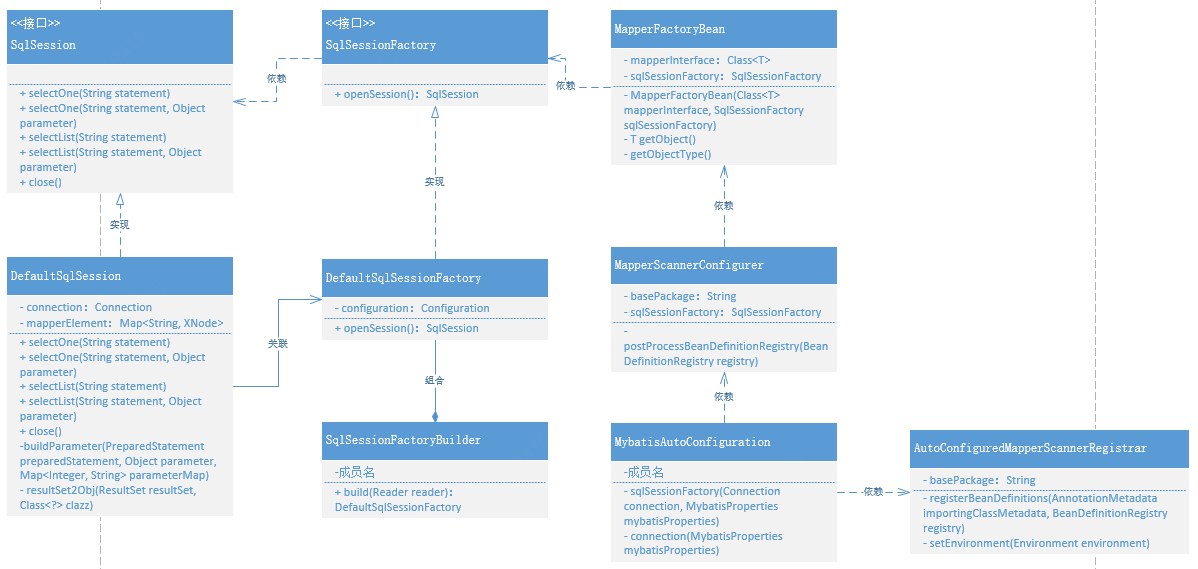 <<接口>>
SqlSession
+ selectOne(String statement)
+ selectOne(String statement, Object
parameter)
+ selectList(String statement)
+ selectList(String statement, Object
parameter)
+ close()
<<接口>>
SqlSessionFactory
+ openSession()：SqlSession
MapperFactoryBean
- mapperInterface：Class<T>
- sqlSessionFactory：SqlSessionFactory
- MapperFactoryBean(Class<T>
mapperInterface, SqlSessionFactory
sqlSessionFactory)
- T getObject()
- getObjectType()
依赖
依赖
实现
实现
依赖
DefaultSqlSession
- connection：Connection
- mapperElement：Map<String, XNode>
+ selectOne(String statement)
+ selectOne(String statement, Object
parameter)
+ selectList(String statement)
+ selectList(String statement, Object
parameter)
+ close()
-buildParameter(PreparedStatement
preparedStatement, Object parameter,
Map<Integer, String> parameterMap)
- resultSet2Obj(ResultSet resultSet,
Class<?> clazz)
关联
DefaultSqlSessionFactory
- configuration：Configuration
+ openSession()：SqlSession
组合
SqlSessionFactoryBuilder
-成员名
+ build(Reader reader)：
DefaultSqlSessionFactory
MapperScannerConfigurer
- basePackage：String
- sqlSessionFactory：SqlSessionFactory
-
postProcessBeanDefinitionRegistry(Bean
DefinitionRegistry registry)
依赖
MybatisAutoConfiguration
-成员名
- sqlSessionFactory(Connection
connection, MybatisProperties
mybatisProperties)
- connection(MybatisProperties
mybatisProperties)
依赖
AutoConfiguredMapperScannerRegistrar
- basePackage：String
- registerBeanDefinitions(AnnotationMetadata
importingClassMetadata, BeanDefinitionRegistry
registry)
- setEnvironment(Environment environment)